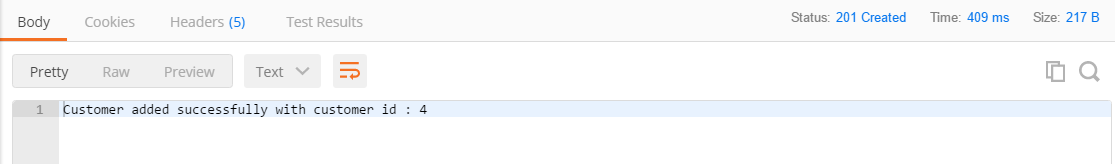 Body Cookies Headers (5) Test Results Status: 201 Created Time: 409 ms Size: 217 B
Pretty Raw Preview Text
1 Customer added successfully with customer id : 4